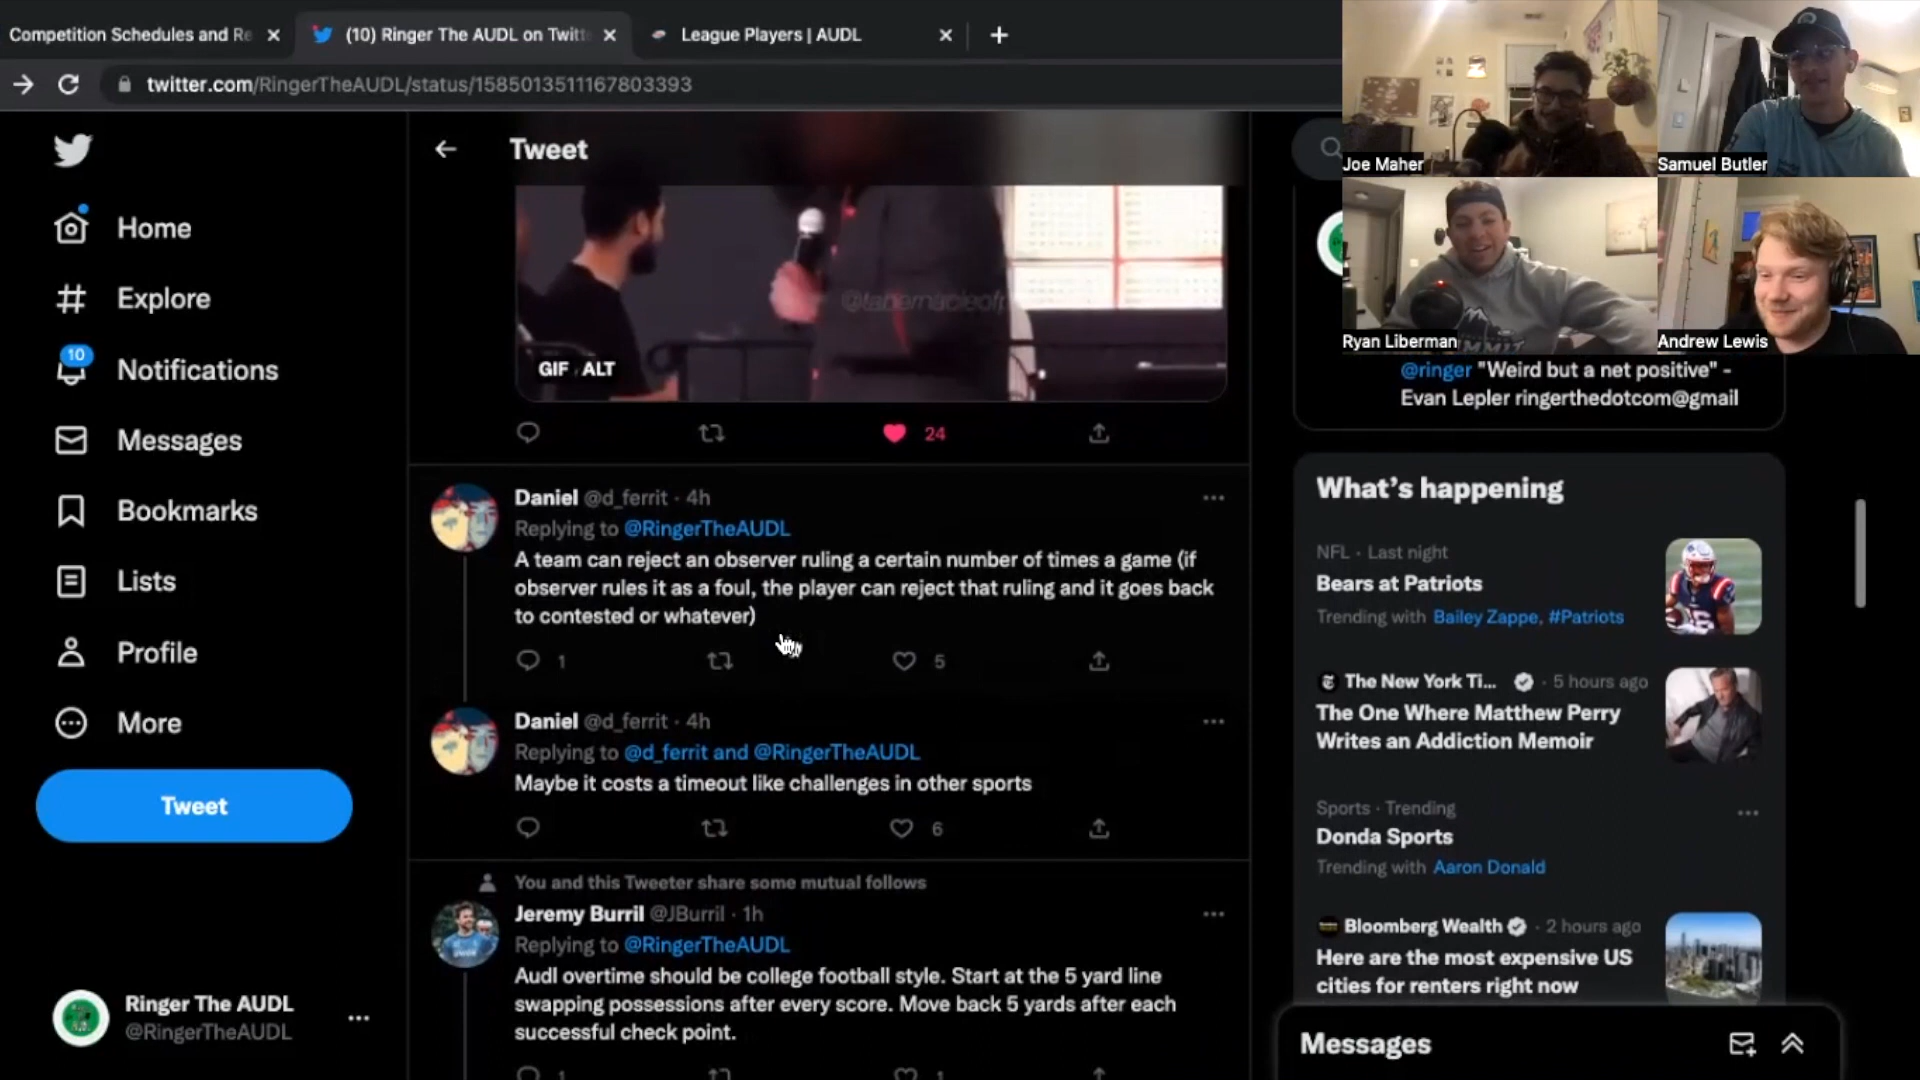 Competition Schedules and Re
(10) Ringer The AUDL on Twitt
League Players | AUDL
twitter.com/RingerTheAUDL/status/1585013511167803393
Joe Maher
Samuel Butler
Ryan Liberman
Andrew Lewis
Home
Explore
10
Notifications
Messages
Bookmarks
Lists
Profile
More
Tweet
Ringer The AUDL
@RingerTheAUDL
Tweet
GIF ALT
24
Daniel @d_ferrit · 4h
Replying to @RingerTheAUDL
A team can reject an observer ruling a certain number of times a game (if
observer rules it as a foul, the player can reject that ruling and it goes back
to contested or whatever)
1 5
Daniel @d_ferrit · 4h
Replying to @d_ferrit and @RingerTheAUDL
Maybe it costs a timeout like challenges in other sports
6
You and this Tweeter share some mutual follows
Jeremy Burril @JBurril · 1h
Replying to @RingerTheAUDL
Audl overtime should be college football style. Start at the 5 yard line
swapping possessions after every score. Move back 5 yards after each
successful check point.
1 1
@ringer "Weird but a net positive" -
Evan Lepler ringerthedotcom@gmail
What's happening
NFL · Last night
Bears at Patriots
Trending with Bailey Zappe, #Patriots
The New York Ti... · 5 hours ago
The One Where Matthew Perry
Writes an Addiction Memoir
Sports · Trending
Donda Sports
Trending with Aaron Donald
Bloomberg Wealth · 2 hours ago
Here are the most expensive US
cities for renters right now
Messages